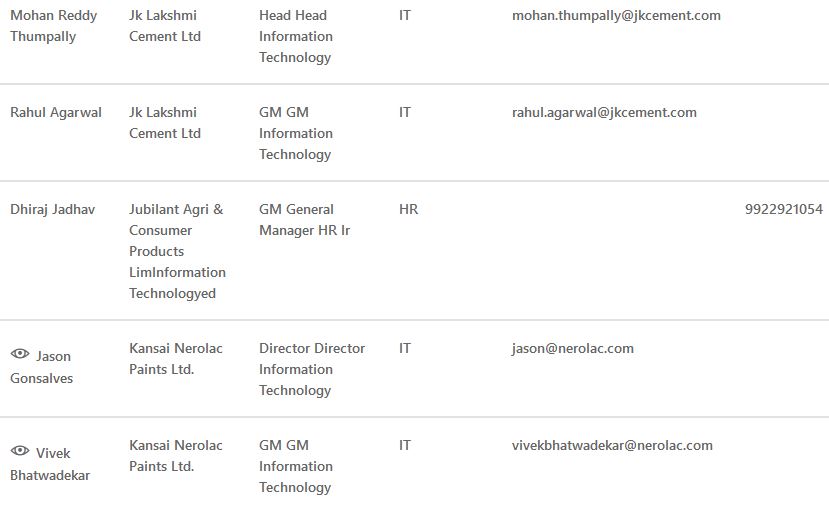 Mohan Reddy Jk Lakshmi Head Head IT mohan.thumpally@jkcement.com
Thumpally Cement Ltd Information
Technology
Rahul Agarwal Jk Lakshmi GM GM IT rahul.agarwal@jkcement.com
Cement Ltd Information
Technology
Dhiraj Jadhav Jubilant Agri & GM General HR 9922921054
Consumer Manager HR Ir
Products
LimInformation
Technologyed
Jason Kansai Nerolac Director Director IT jason@nerolac.com
Gonsalves Paints Ltd. Information
Technology
Vivek Kansai Nerolac GM GM IT vivekbhatwadekar@nerolac.com
Bhatwadekar Paints Ltd. Information
Technology